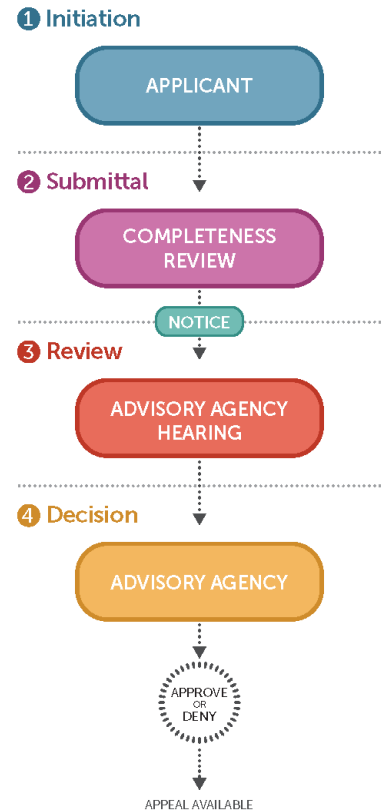 1 Initiation
APPLICANT
2 Submittal
COMPLETENESS
REVIEW
NOTICE
3 Review
ADVISORY AGENCY
HEARING
4 Decision
ADVISORY AGENCY
APPROVE
OR
DENY
APPEAL AVAILABLE